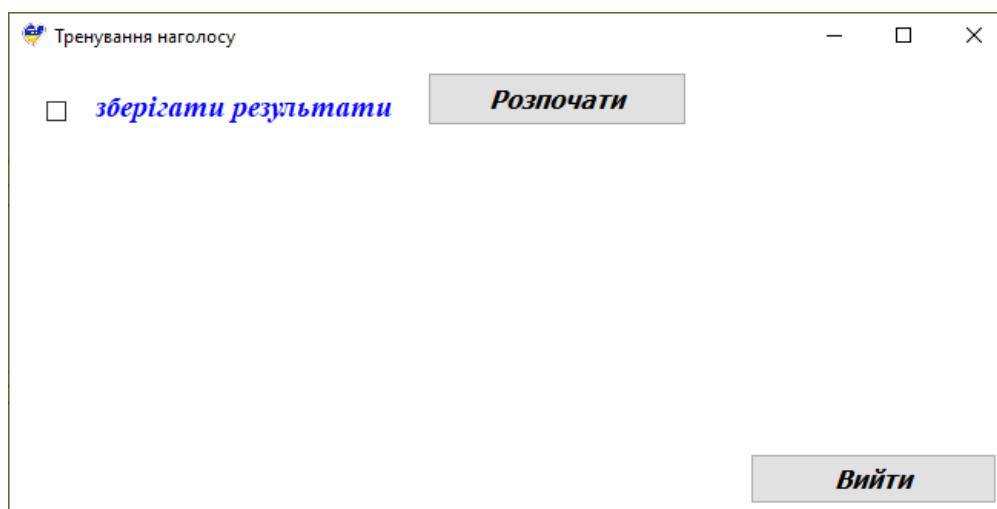 Тренування наголосу
зберігати результати
Розпочати
Вийти